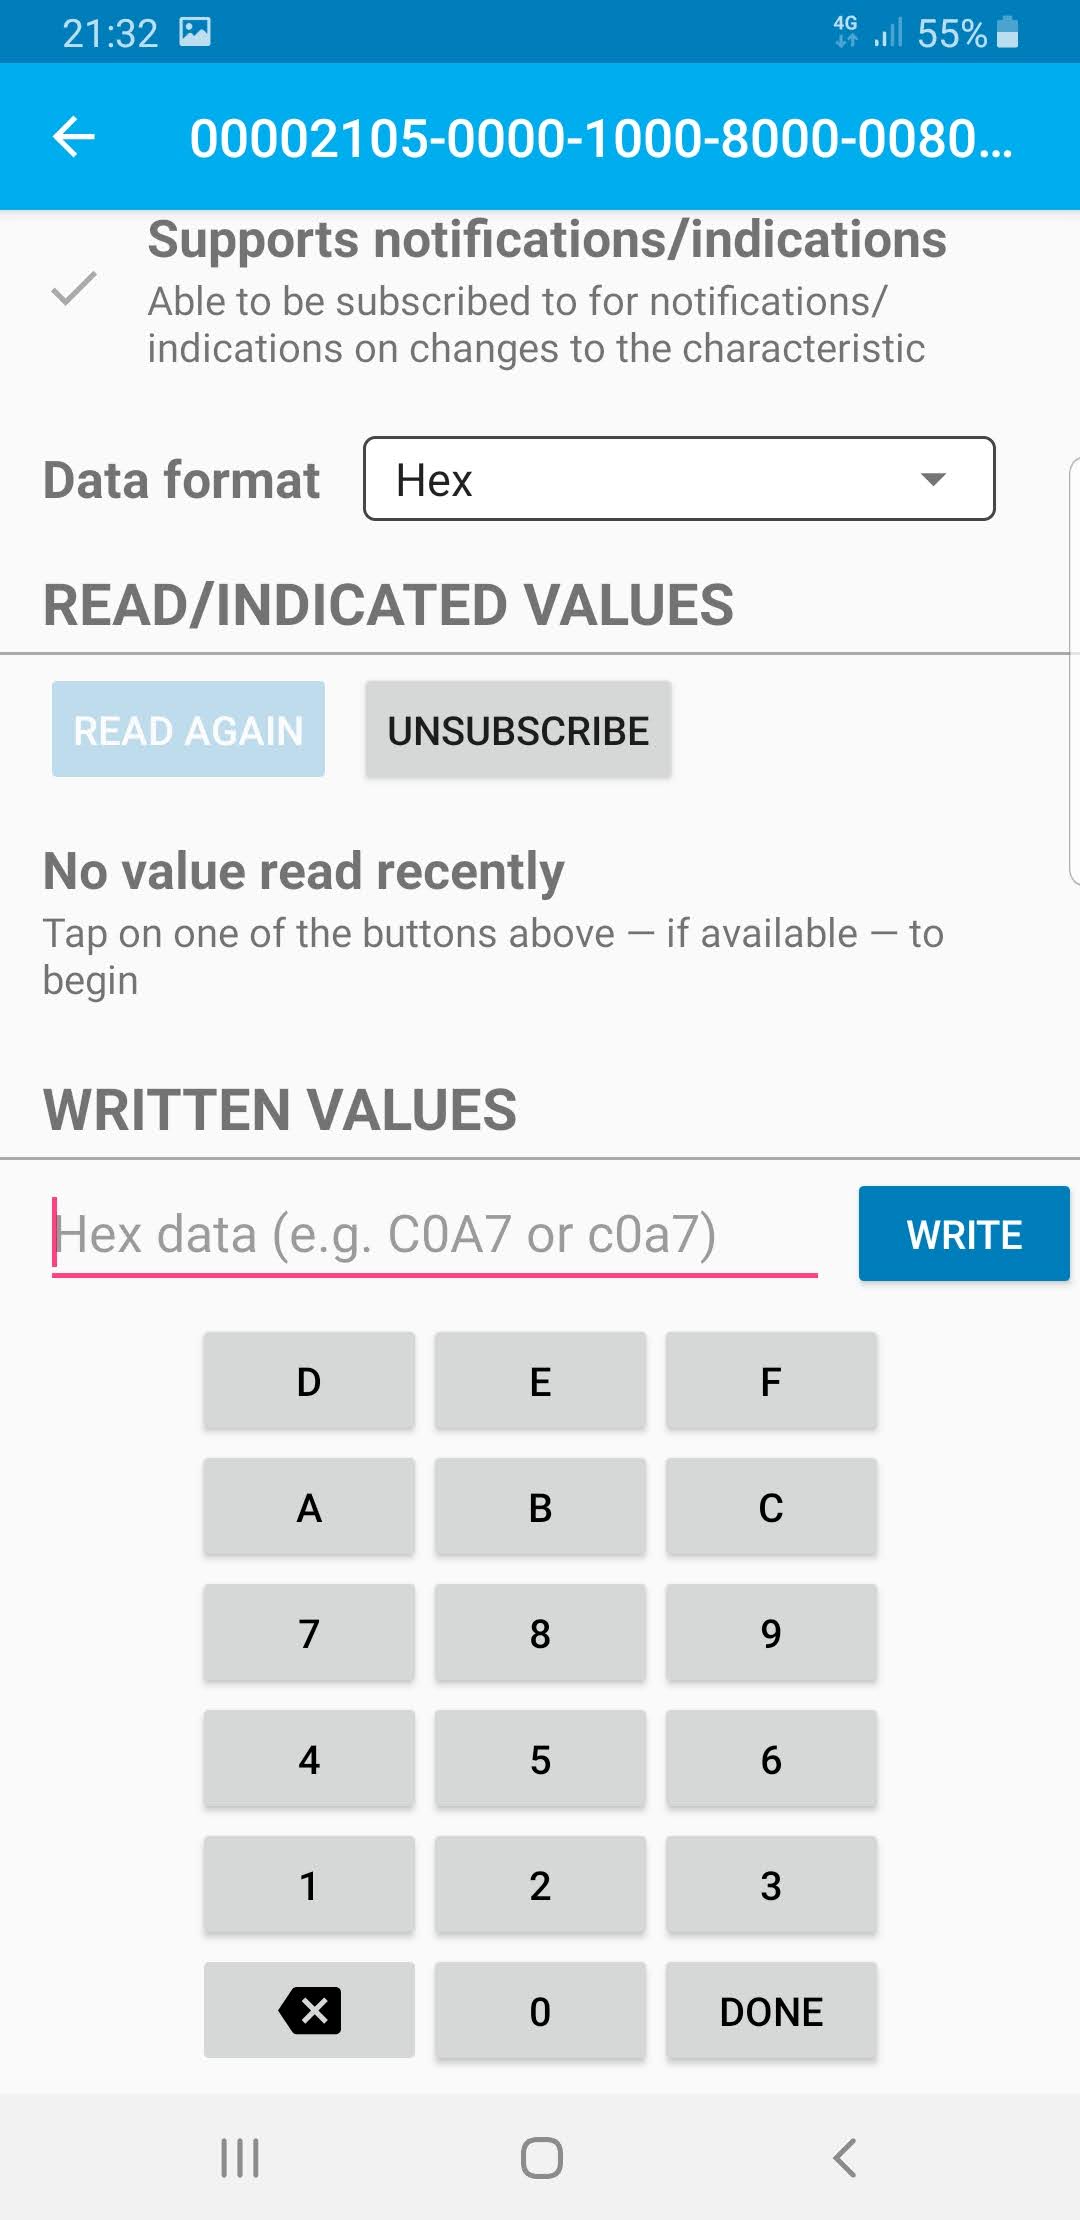 21:32
4G 55%
00002105-0000-1000-8000-0080...
Supports notifications/indications
Able to be subscribed to for notifications/
indications on changes to the characteristic
Data format Hex
READ/INDICATED VALUES
READ AGAIN UNSUBSCRIBE
No value read recently
Tap on one of the buttons above — if available — to
begin
WRITTEN VALUES
Hex data (e.g. C0A7 or c0a7) WRITE
D E F
A B C
7 8 9
4 5 6
1 2 3
0 DONE